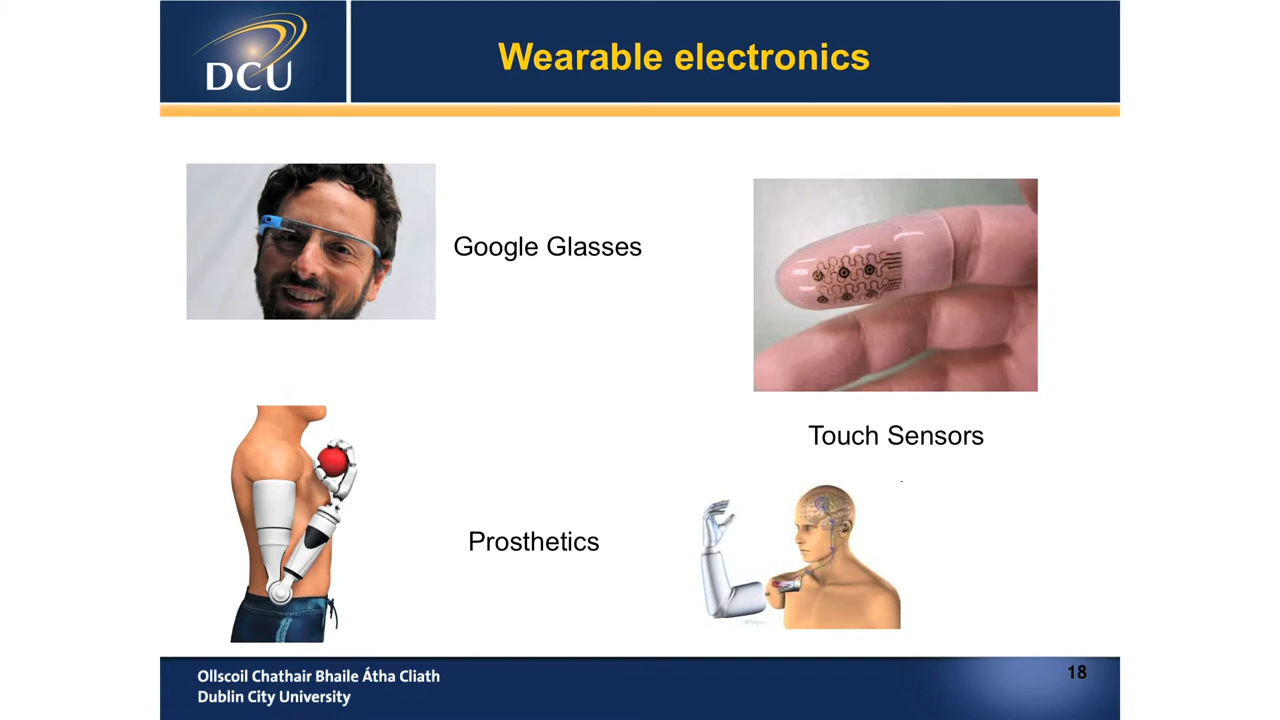 DCU
Wearable electronics
Google Glasses
Touch Sensors
Prosthetics
Ollscoil Chathair Bhaile Átha Cliath
Dublin City University
18